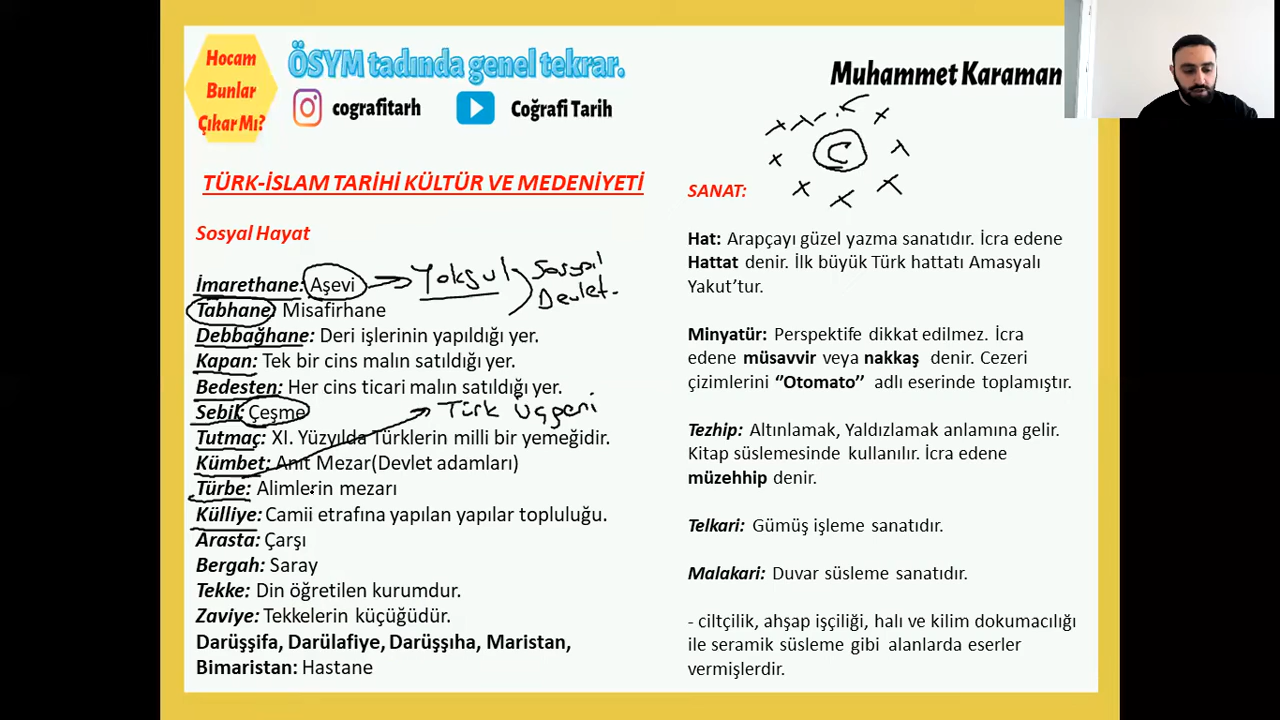 Hocam
Bunlar
Çıkar Mı?
ÖSYM tadında genel tekrar.
cografitarh
Coğrafi Tarih
Muhammet Karaman
TÜRK-İSLAM TARİHİ KÜLTÜR VE MEDENİYETİ
Sosyal Hayat
İmarethane: Aşevi
Yoksul
Sosyal
Devlet
Tabhane: Misafirhane
Debbağhane: Deri işlerinin yapıldığı yer.
Kapan: Tek bir cins malın satıldığı yer.
Bedesten: Her cins ticari malın satıldığı yer.
Sebil: Çeşme
Türk üçgeni
Tutmaç: XI. Yüzyılda Türklerin milli bir yemeğidir.
Kümbet: Anıt Mezar(Devlet adamları)
Türbe: Alimlerin mezarı
Külliye: Camii etrafına yapılan yapılar topluluğu.
Arasta: Çarşı
Bergah: Saray
Tekke: Din öğretilen kurumdur.
Zaviye: Tekkelerin küçüğüdür.
Darüşşifa, Darülafiye, Darüşşıha, Maristan,
Bimaristan: Hastane
C
SANAT:
Hat: Arapçayı güzel yazma sanatıdır. İcra edene
Hattat denir. İlk büyük Türk hattatı Amasyalı
Yakut’tur.
Minyatür: Perspektife dikkat edilmez. İcra
edene müsavvir veya nakkaş denir. Cezeri
çizimlerini ‘’Otomato’’ adlı eserinde toplamıştır.
Tezhip: Altınlamak, Yaldızlamak anlamına gelir.
Kitap süslemesinde kullanılır. İcra edene
müzehhip denir.
Telkari: Gümüş işleme sanatıdır.
Malakari: Duvar süsleme sanatıdır.
- ciltçilik, ahşap işçiliği, halı ve kilim dokumacılığı
ile seramik süsleme gibi alanlarda eserler
vermişlerdir.